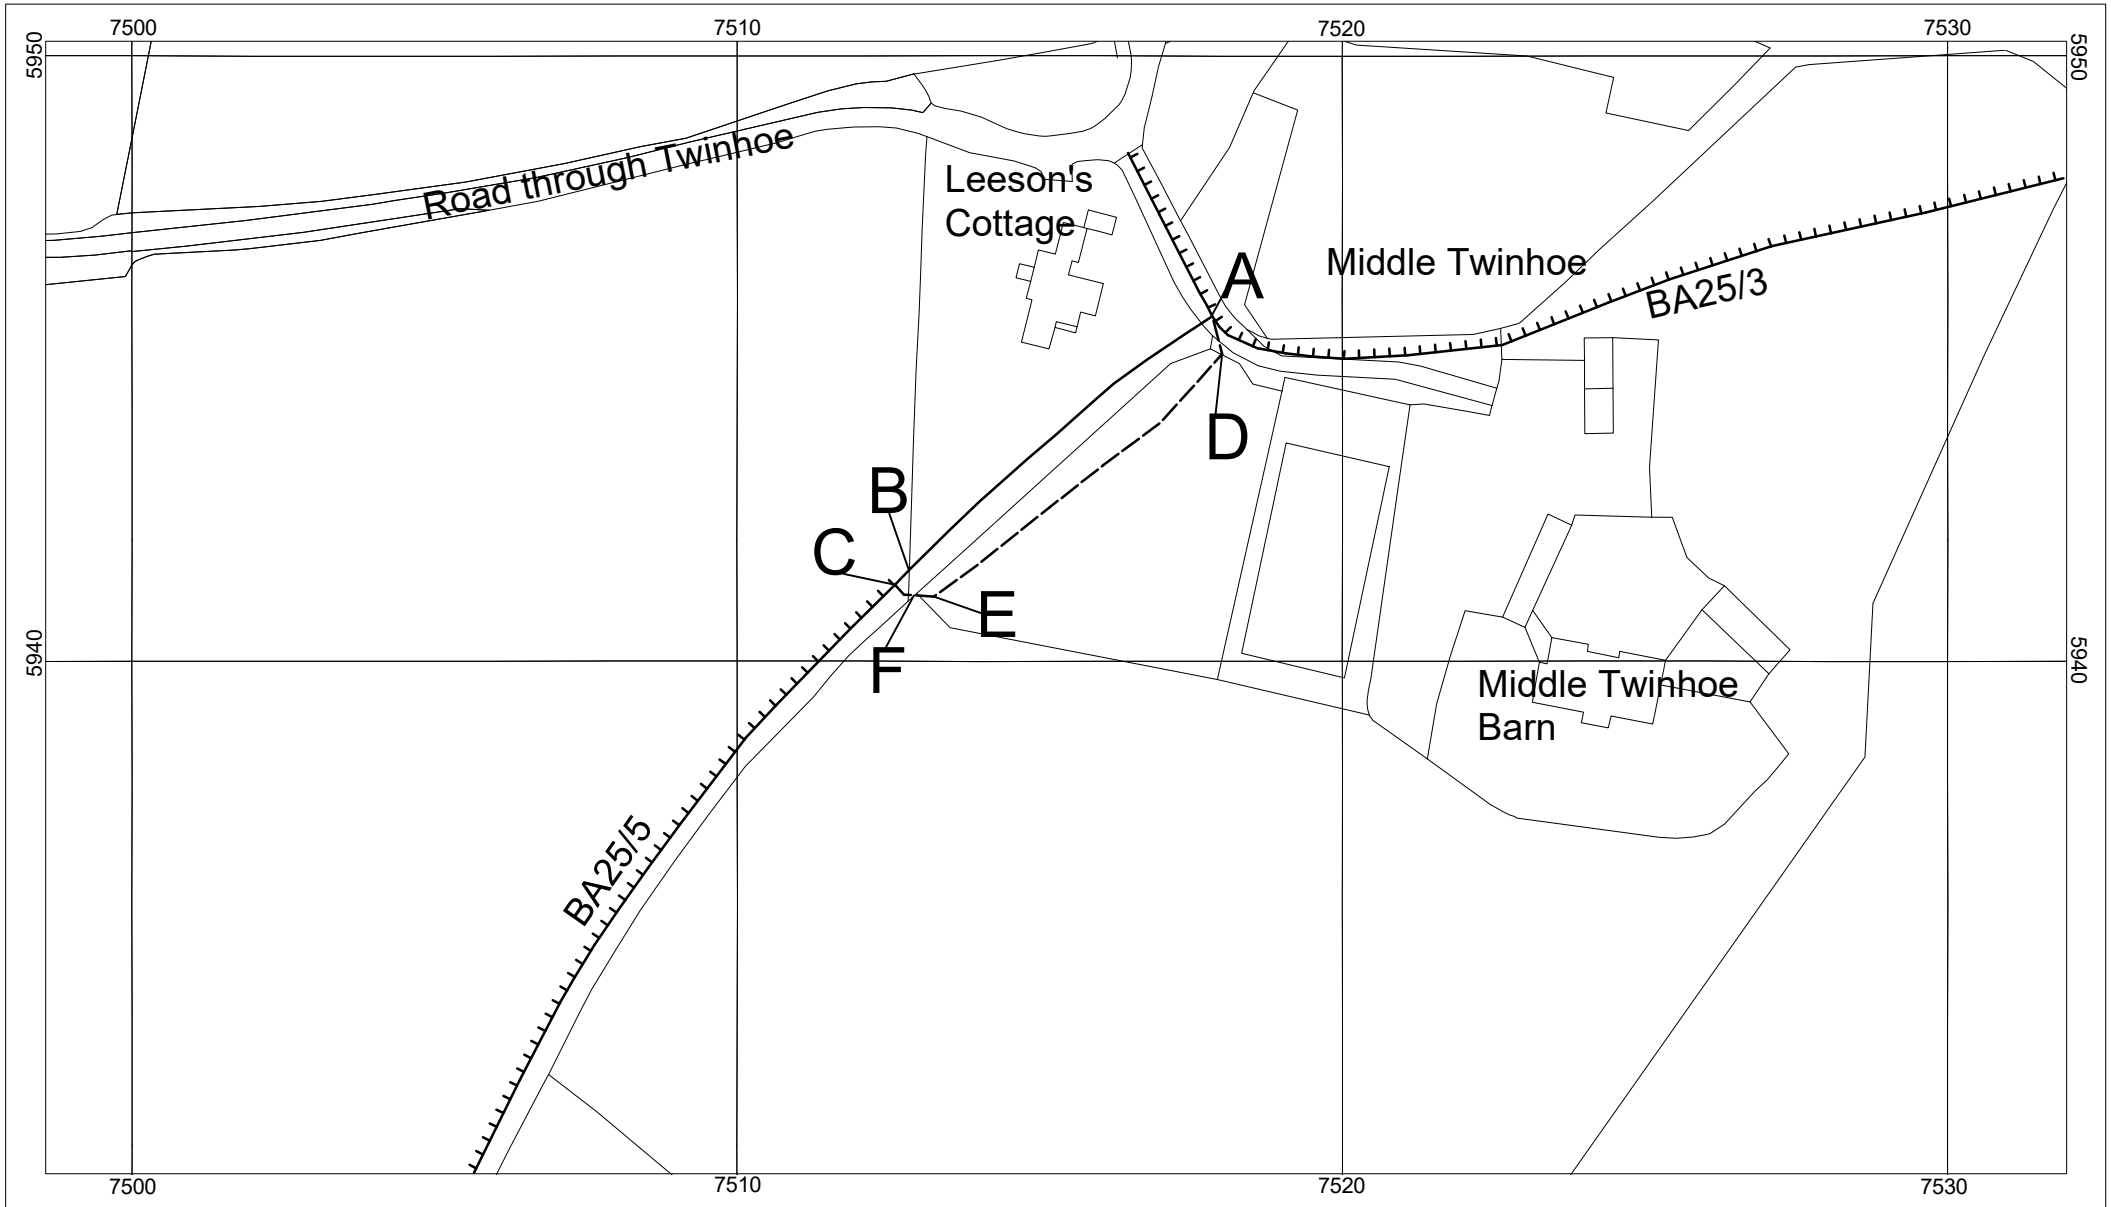 7500
7510
7520
7530
5950
5950
Road through Twinhoe
Leeson's
Cottage
A
Middle Twinhoe
BA25/3
D
B
C
E
F
5940
5940
Middle Twinhoe
Barn
BA25/5
7500
7510
7520
7530